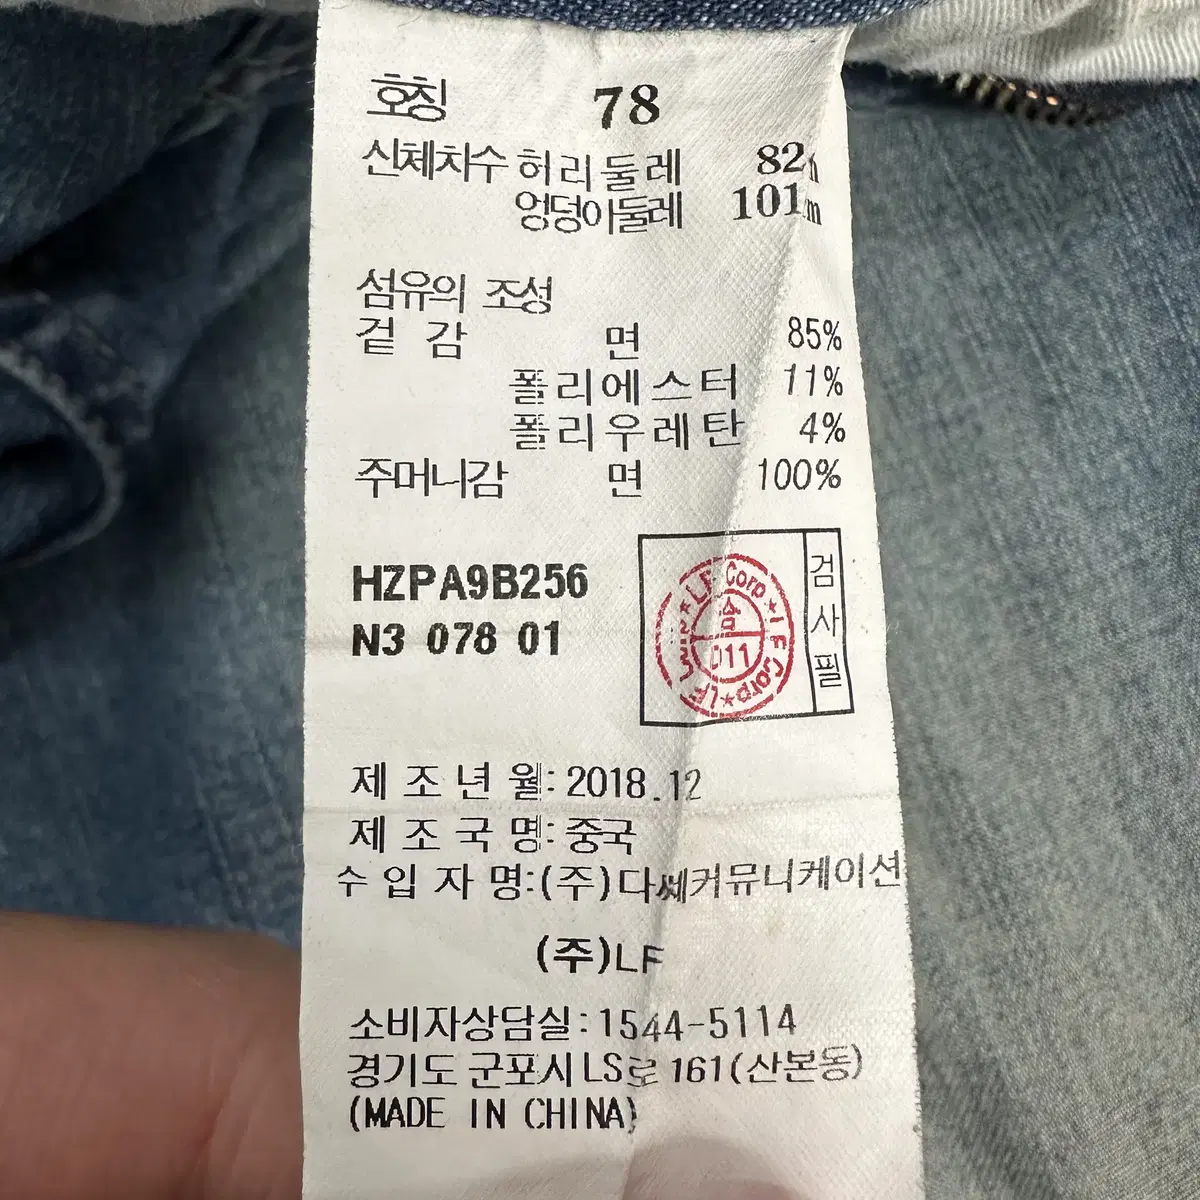 호칭 78
신체치수 허리둘레 82
엉덩이둘레 101
섬유의 조성
겉 감 면 85%
폴리에스터 11%
폴리우레탄 4%
주머니감 면 100%
HZPA9B256
N3 078 01
LF Corp★LF Corp★LF Corp★
011
검사필
제 조 년 월: 2018.12
제 조 국 명: 중국
수 입 자 명:(주)다쎄커뮤니케이션
(주)LF
소비자상담실:1544-5114
경기도 군포시 LS로 161(산본동)
(MADE IN CHINA)